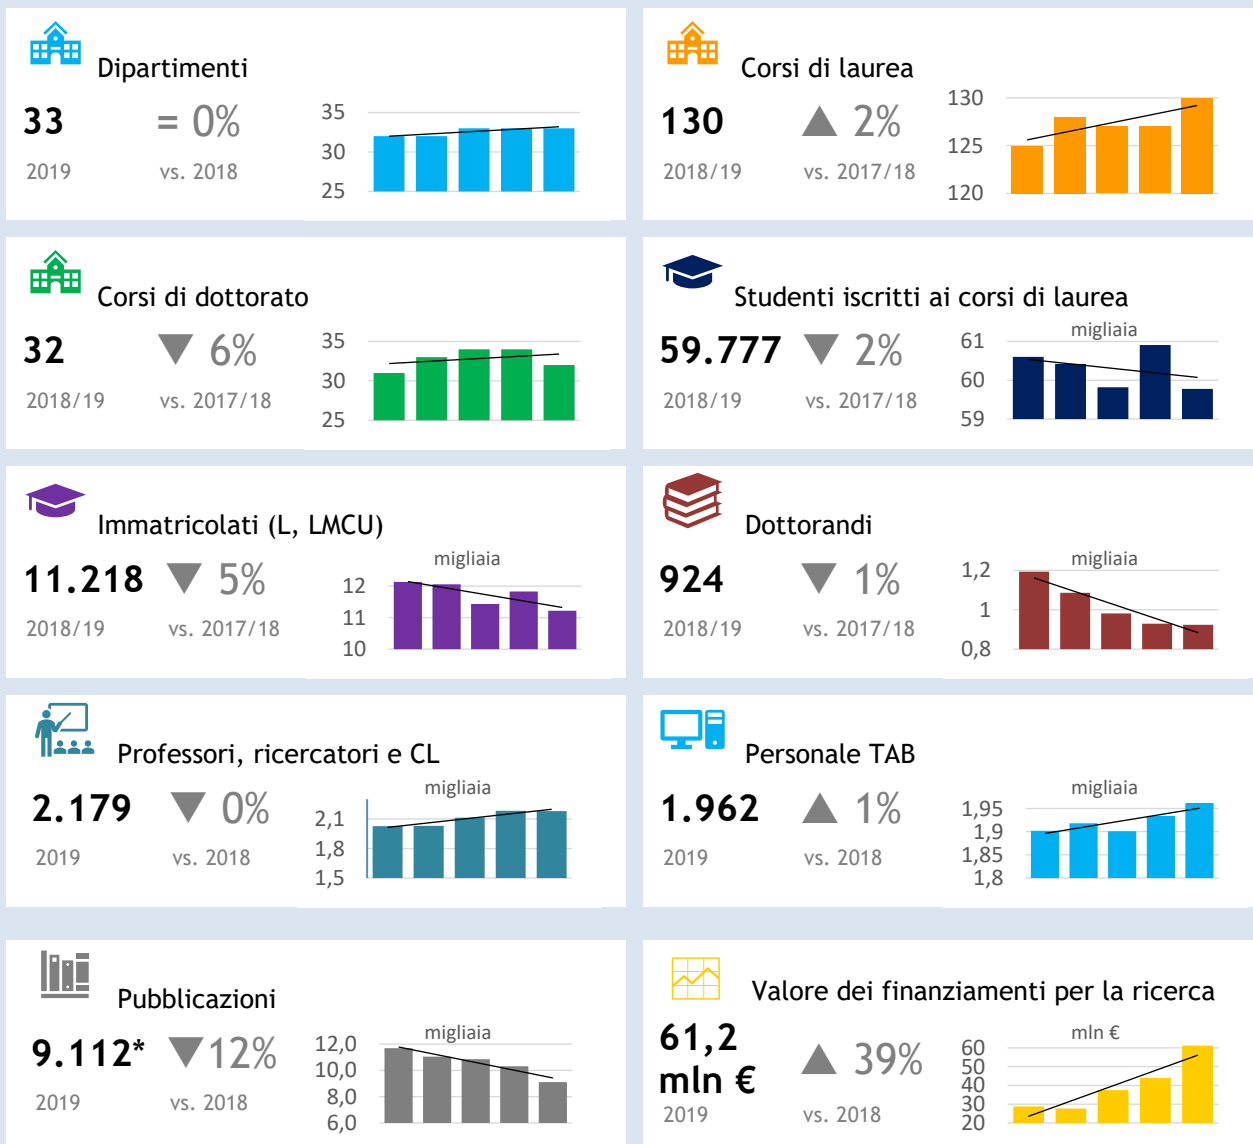 Dipartimenti
33
= 0%
2019
vs. 2018
35
30
25
Corsi di laurea
130
▲ 2%
2018/19
vs. 2017/18
130
125
120
Corsi di dottorato
32
▼ 6%
2018/19
vs. 2017/18
35
30
25
Studenti iscritti ai corsi di laurea
59.777
▼ 2%
2018/19
vs. 2017/18
migliaia
61
60
59
Immatricolati (L, LMCU)
11.218
▼ 5%
2018/19
vs. 2017/18
migliaia
12
11
10
Dottorandi
924
▼ 1%
2018/19
vs. 2017/18
migliaia
1,2
1
0,8
Professori, ricercatori e CL
2.179
▼ 0%
2019
vs. 2018
migliaia
2,1
1,8
1,5
Personale TAB
1.962
▲ 1%
2019
vs. 2018
migliaia
1,95
1,9
1,85
1,8
Pubblicazioni
9.112*
▼12%
2019
vs. 2018
migliaia
12,0
10,0
8,0
6,0
Valore dei finanziamenti per la ricerca
61,2
mln €
▲ 39%
2019
vs. 2018
mln €
60
50
40
30
20